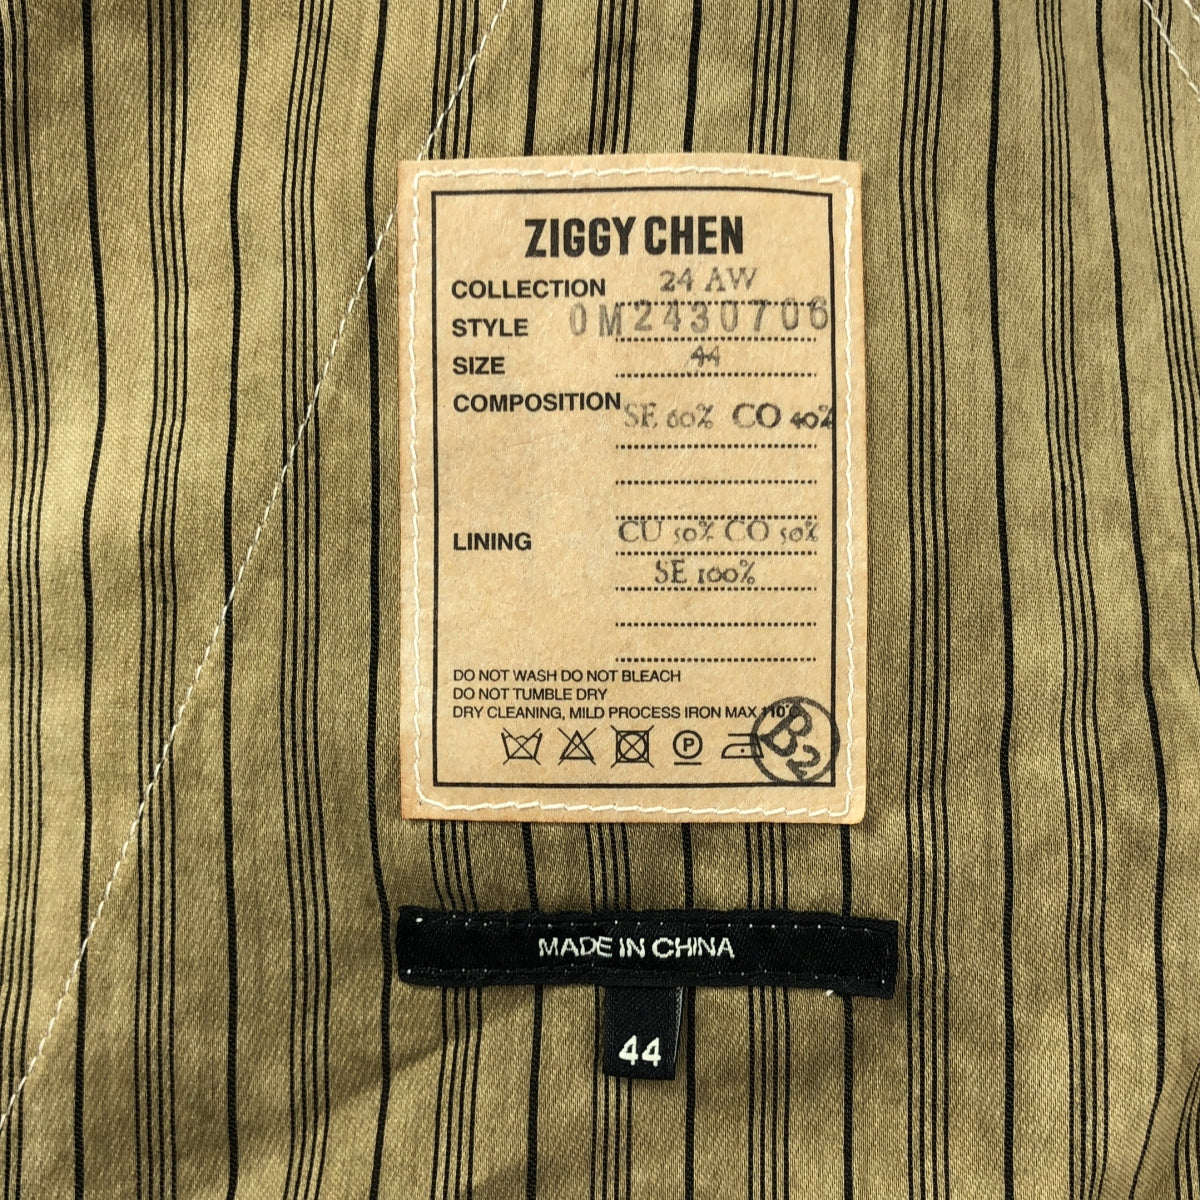 ZIGGY CHEN
COLLECTION 24 AW
STYLE 0M2430706
SIZE 44
COMPOSITION SE 60% CO 40%
LINING CU 50% CO 50%
SE 100%
DO NOT WASH DO NOT BLEACH
DO NOT TUMBLE DRY
DRY CLEANING, MILD PROCESS IRON MAX 110°C
P
B2
MADE IN CHINA
44